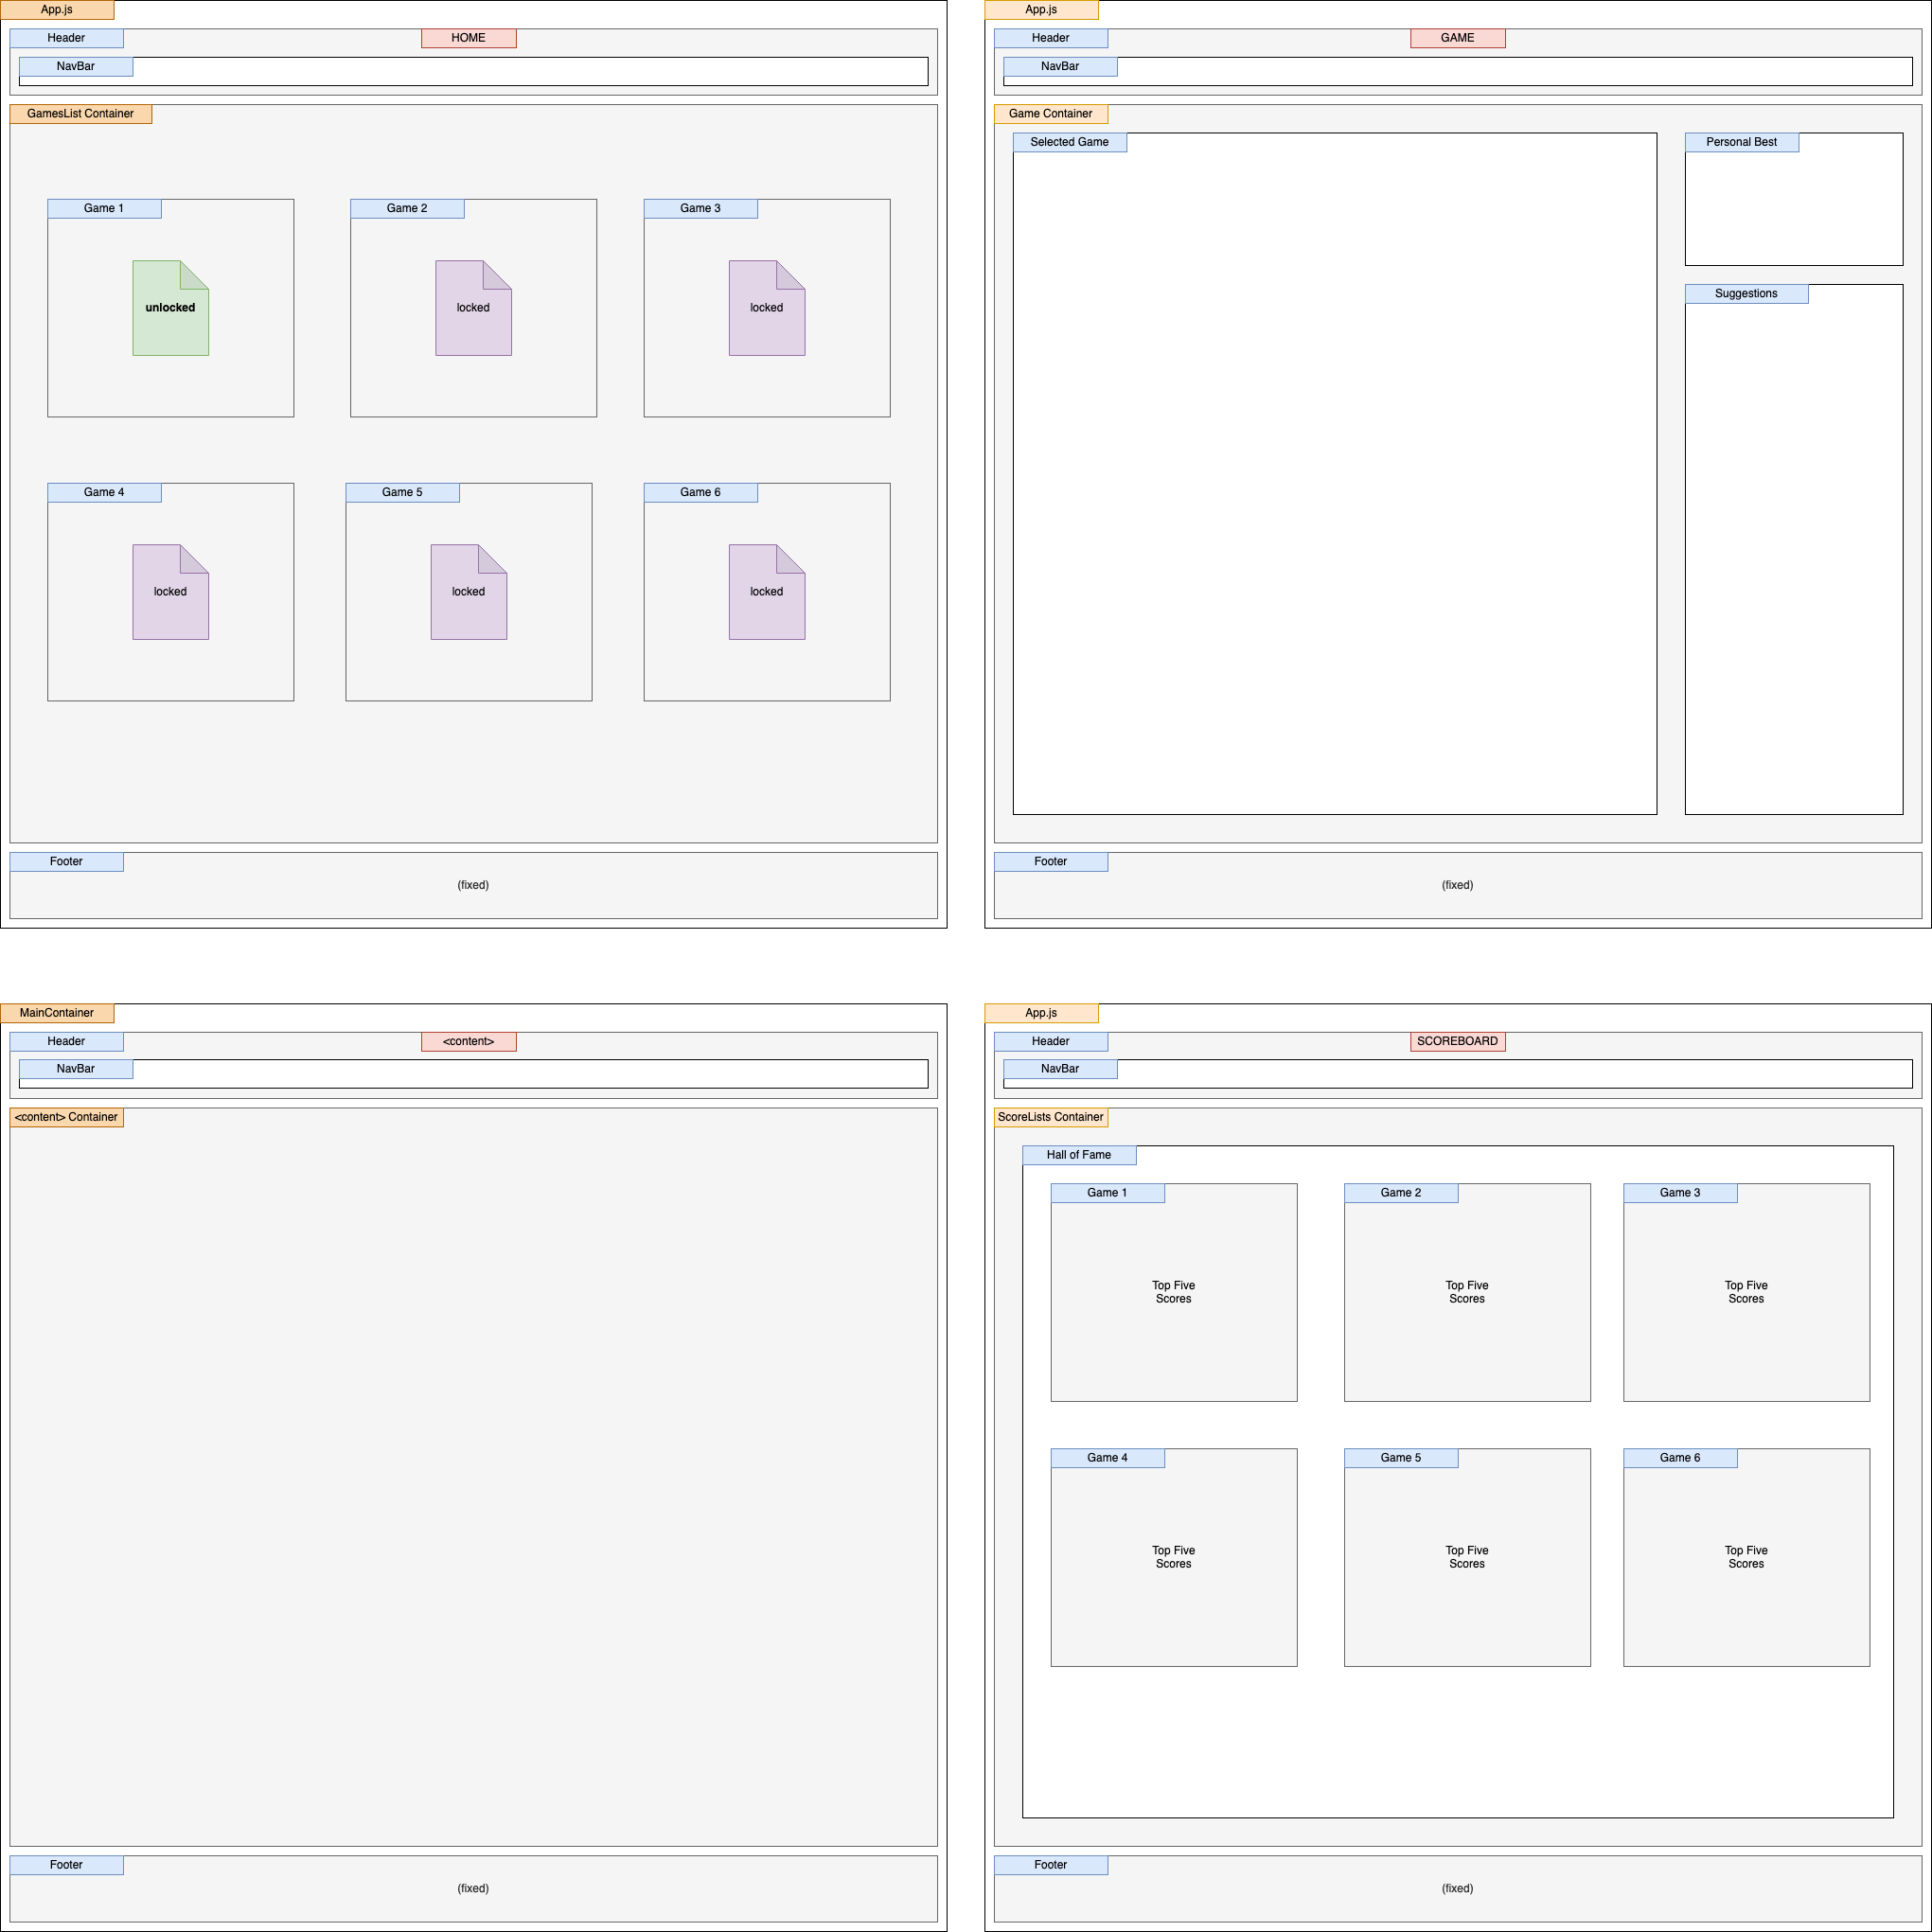 App.js
Header
HOME
NavBar
GamesList Container
Game 1
Game 2
Game 3
unlocked
locked
locked
Game 4
Game 5
Game 6
locked
locked
locked
Footer
(fixed)
App.js
Header
GAME
NavBar
Game Container
Selected Game
Personal Best
Suggestions
Footer
(fixed)
MainContainer
Header
<content>
NavBar
<content> Container
Footer
(fixed)
App.js
Header
SCOREBOARD
NavBar
ScoreLists Container
Hall of Fame
Game 1
Game 2
Game 3
Top Five
Scores
Top Five
Scores
Top Five
Scores
Game 4
Game 5
Game 6
Top Five
Scores
Top Five
Scores
Top Five
Scores
Footer
(fixed)